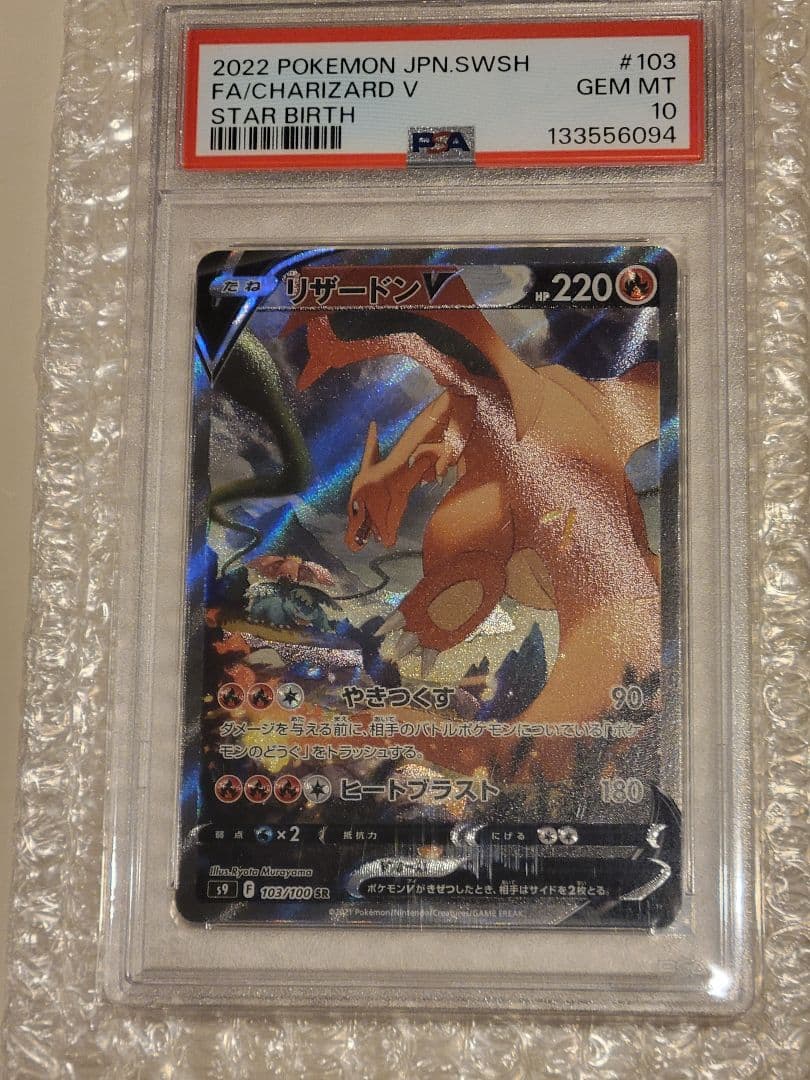 2022 POKEMON JPN.SWSH #103
FA/CHARIZARD V GEM MT
STAR BIRTH 10
PSA 133556094
たね リザードンV HP220
やきつくす 90
ダメージを与える前に、相手のバトルポケモンについている「ポケ
モンのどうぐ」をトラッシュする。
ヒートブラスト 180
弱点 ×2 抵抗力 にげる
Illus.Ryota Murayama
ポケモンVがきぜつしたとき、相手はサイドを2枚とる。
s9 F 103/100 SR
©2021 Pokémon/Nintendo/Creatures/GAME FREAK.